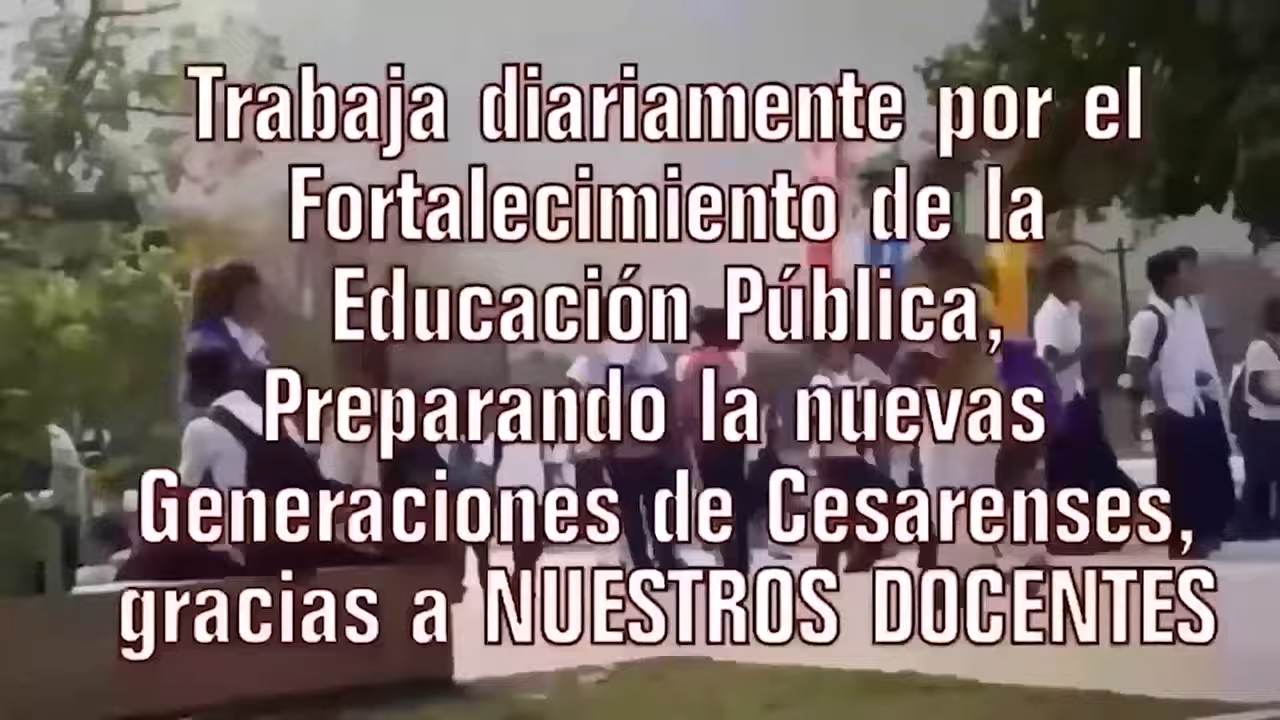 Trabaja diariamente por el
Fortalecimiento de la
Educación Pública,
Preparando la nuevas
Generaciones de Cesarenses,
gracias a NUESTROS DOCENTES